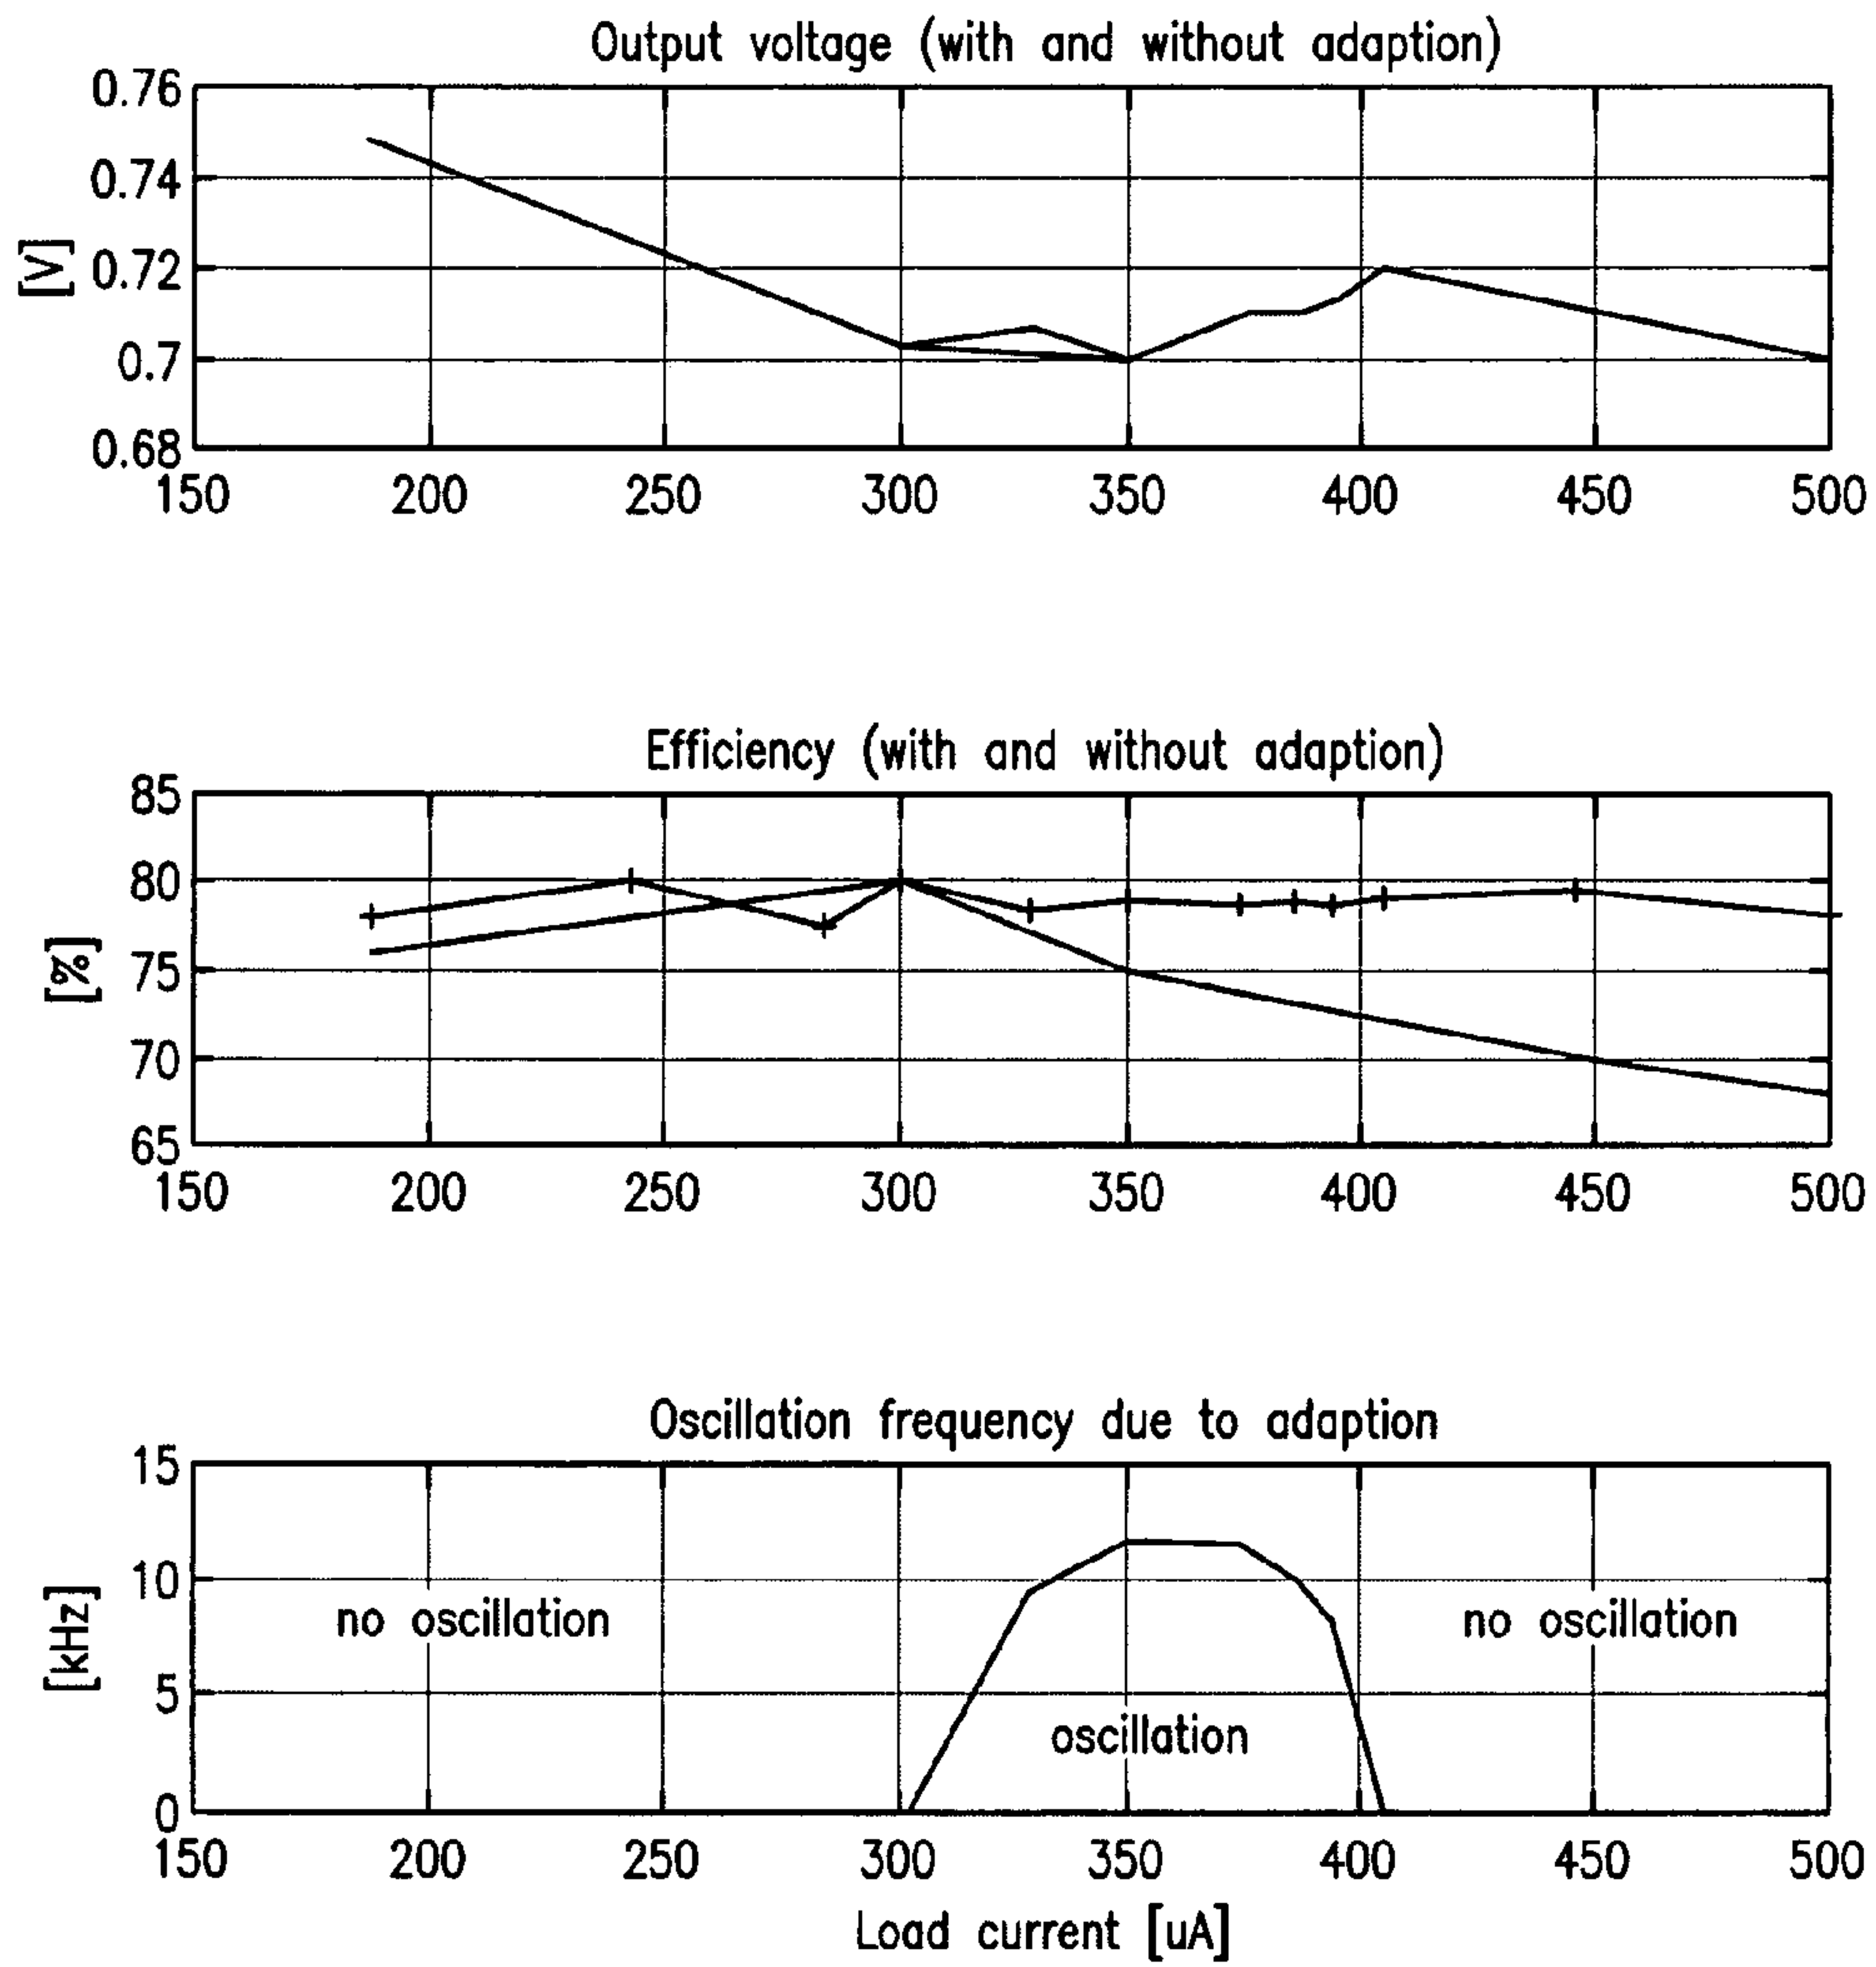 Output voltage (with and without adaption)
0.76
0.74
0.72
0.7
0.68
[V]
150 200 250 300 350 400 450 500
Efficiency (with and without adaption)
85
80
75
70
65
[%]
150 200 250 300 350 400 450 500
Oscillation frequency due to adaption
15
10
5
0
[kHz]
no oscillation
oscillation
no oscillation
150 200 250 300 350 400 450 500
Load current [uA]